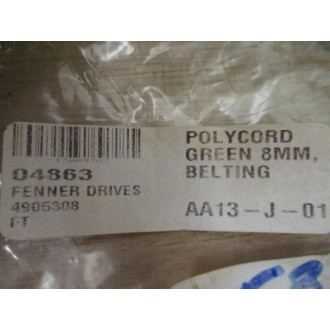 04863
FENNER DRIVES
4905308
FT
POLYCORD
GREEN 8MM,
BELTING
AA13-J-01